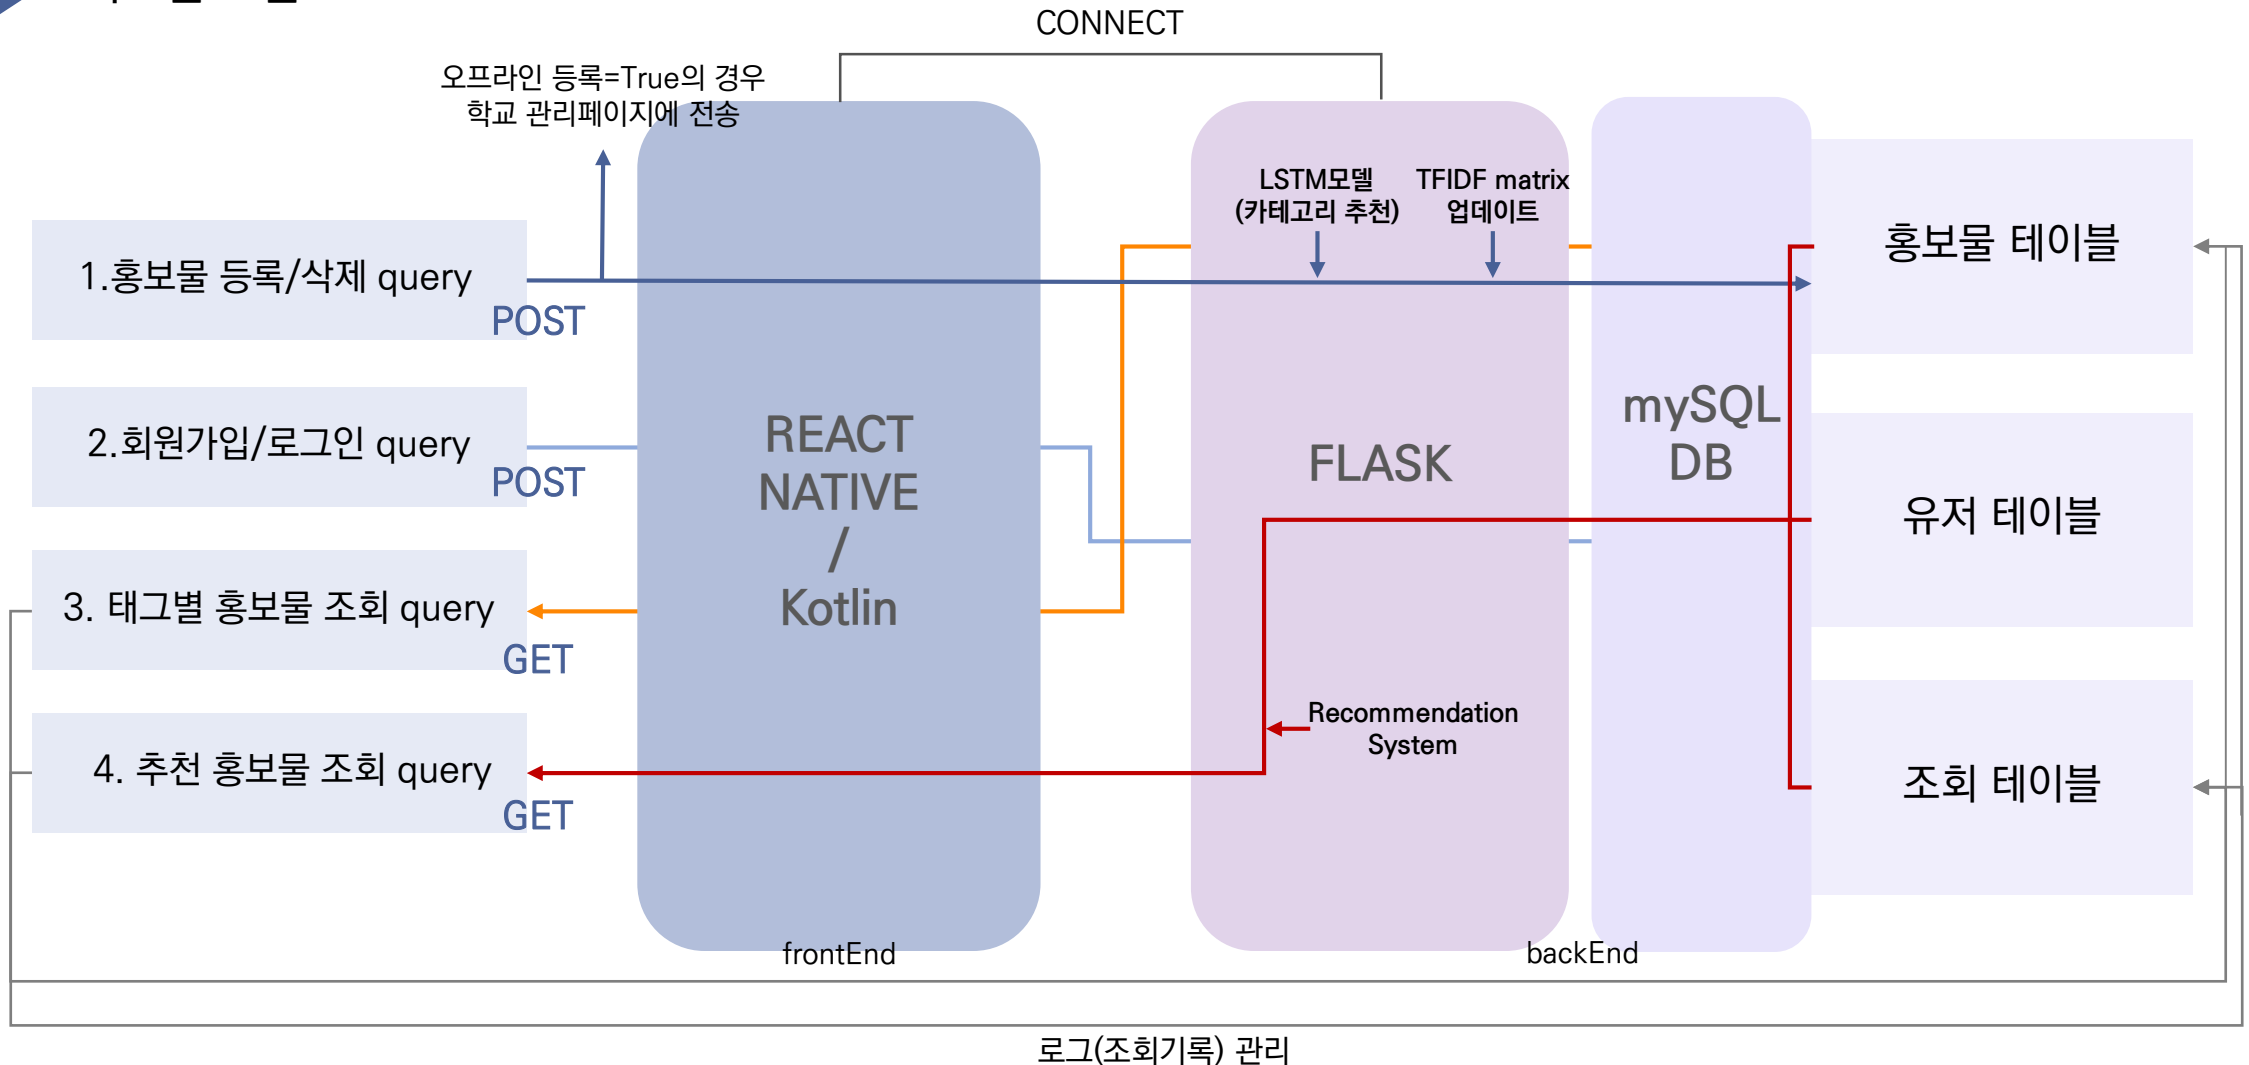 CONNECT
오프라인 등록=True의 경우
학교 관리페이지에 전송
LSTM모델
(카테고리 추천)
TFIDF matrix
업데이트
1.홍보물 등록/삭제 query
POST
홍보물 테이블
2.회원가입/로그인 query
POST
REACT
NATIVE
/
Kotlin
FLASK
mySQL
DB
유저 테이블
3. 태그별 홍보물 조회 query
GET
Recommendation
System
4. 추천 홍보물 조회 query
GET
조회 테이블
frontEnd
backEnd
로그(조회기록) 관리